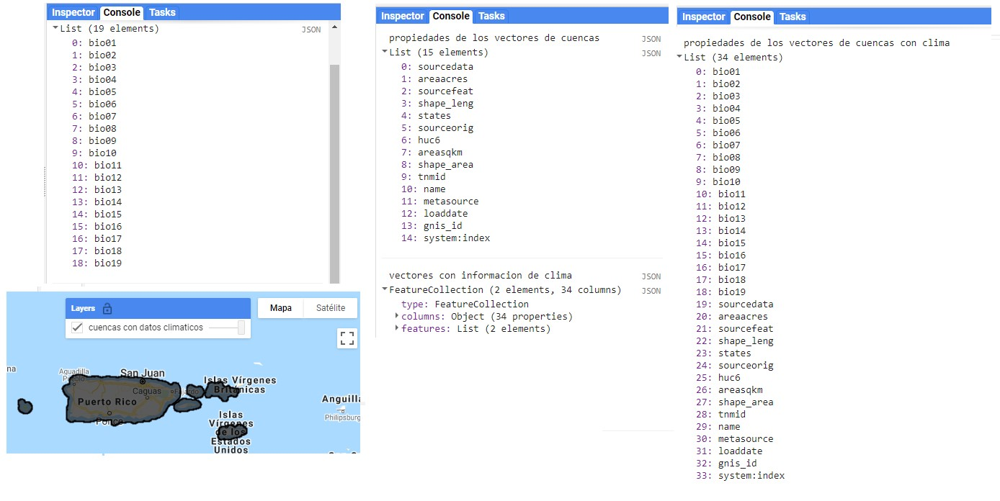 Inspector Console Tasks
List (19 elements) JSON
0: bio01
1: bio02
2: bio03
3: bio04
4: bio05
5: bio06
6: bio07
7: bio08
8: bio09
9: bio10
10: bio11
11: bio12
12: bio13
13: bio14
14: bio15
15: bio16
16: bio17
17: bio18
18: bio19
Layers
cuencas con datos climaticos
Mapa Satélite
na
Aguadilla
Pueblo
San Juan
Caguas
Fajardo
Puerto Rico
Ponce
Islas Vírgenes
Británicas
Islas
Vírgenes
de los
Estados
Unidos
Anguilla
Philipsburg
Inspector Console Tasks
propiedades de los vectores de cuencas JSON
List (15 elements) JSON
0: sourcedata
1: areaacres
2: sourcefeat
3: shape_leng
4: states
5: sourceorig
6: huc6
7: areasqkm
8: shape_area
9: tnmid
10: name
11: metasource
12: loaddate
13: gnis_id
14: system:index
vectores con informacion de clima JSON
FeatureCollection (2 elements, 34 columns) JSON
type: FeatureCollection
columns: Object (34 properties)
features: List (2 elements)
Inspector Console Tasks
propiedades de los vectores de cuencas con clima
List (34 elements)
0: bio01
1: bio02
2: bio03
3: bio04
4: bio05
5: bio06
6: bio07
7: bio08
8: bio09
9: bio10
10: bio11
11: bio12
12: bio13
13: bio14
14: bio15
15: bio16
16: bio17
17: bio18
18: bio19
19: sourcedata
20: areaacres
21: sourcefeat
22: shape_leng
23: states
24: sourceorig
25: huc6
26: areasqkm
27: shape_area
28: tnmid
29: name
30: metasource
31: loaddate
32: gnis_id
33: system:index